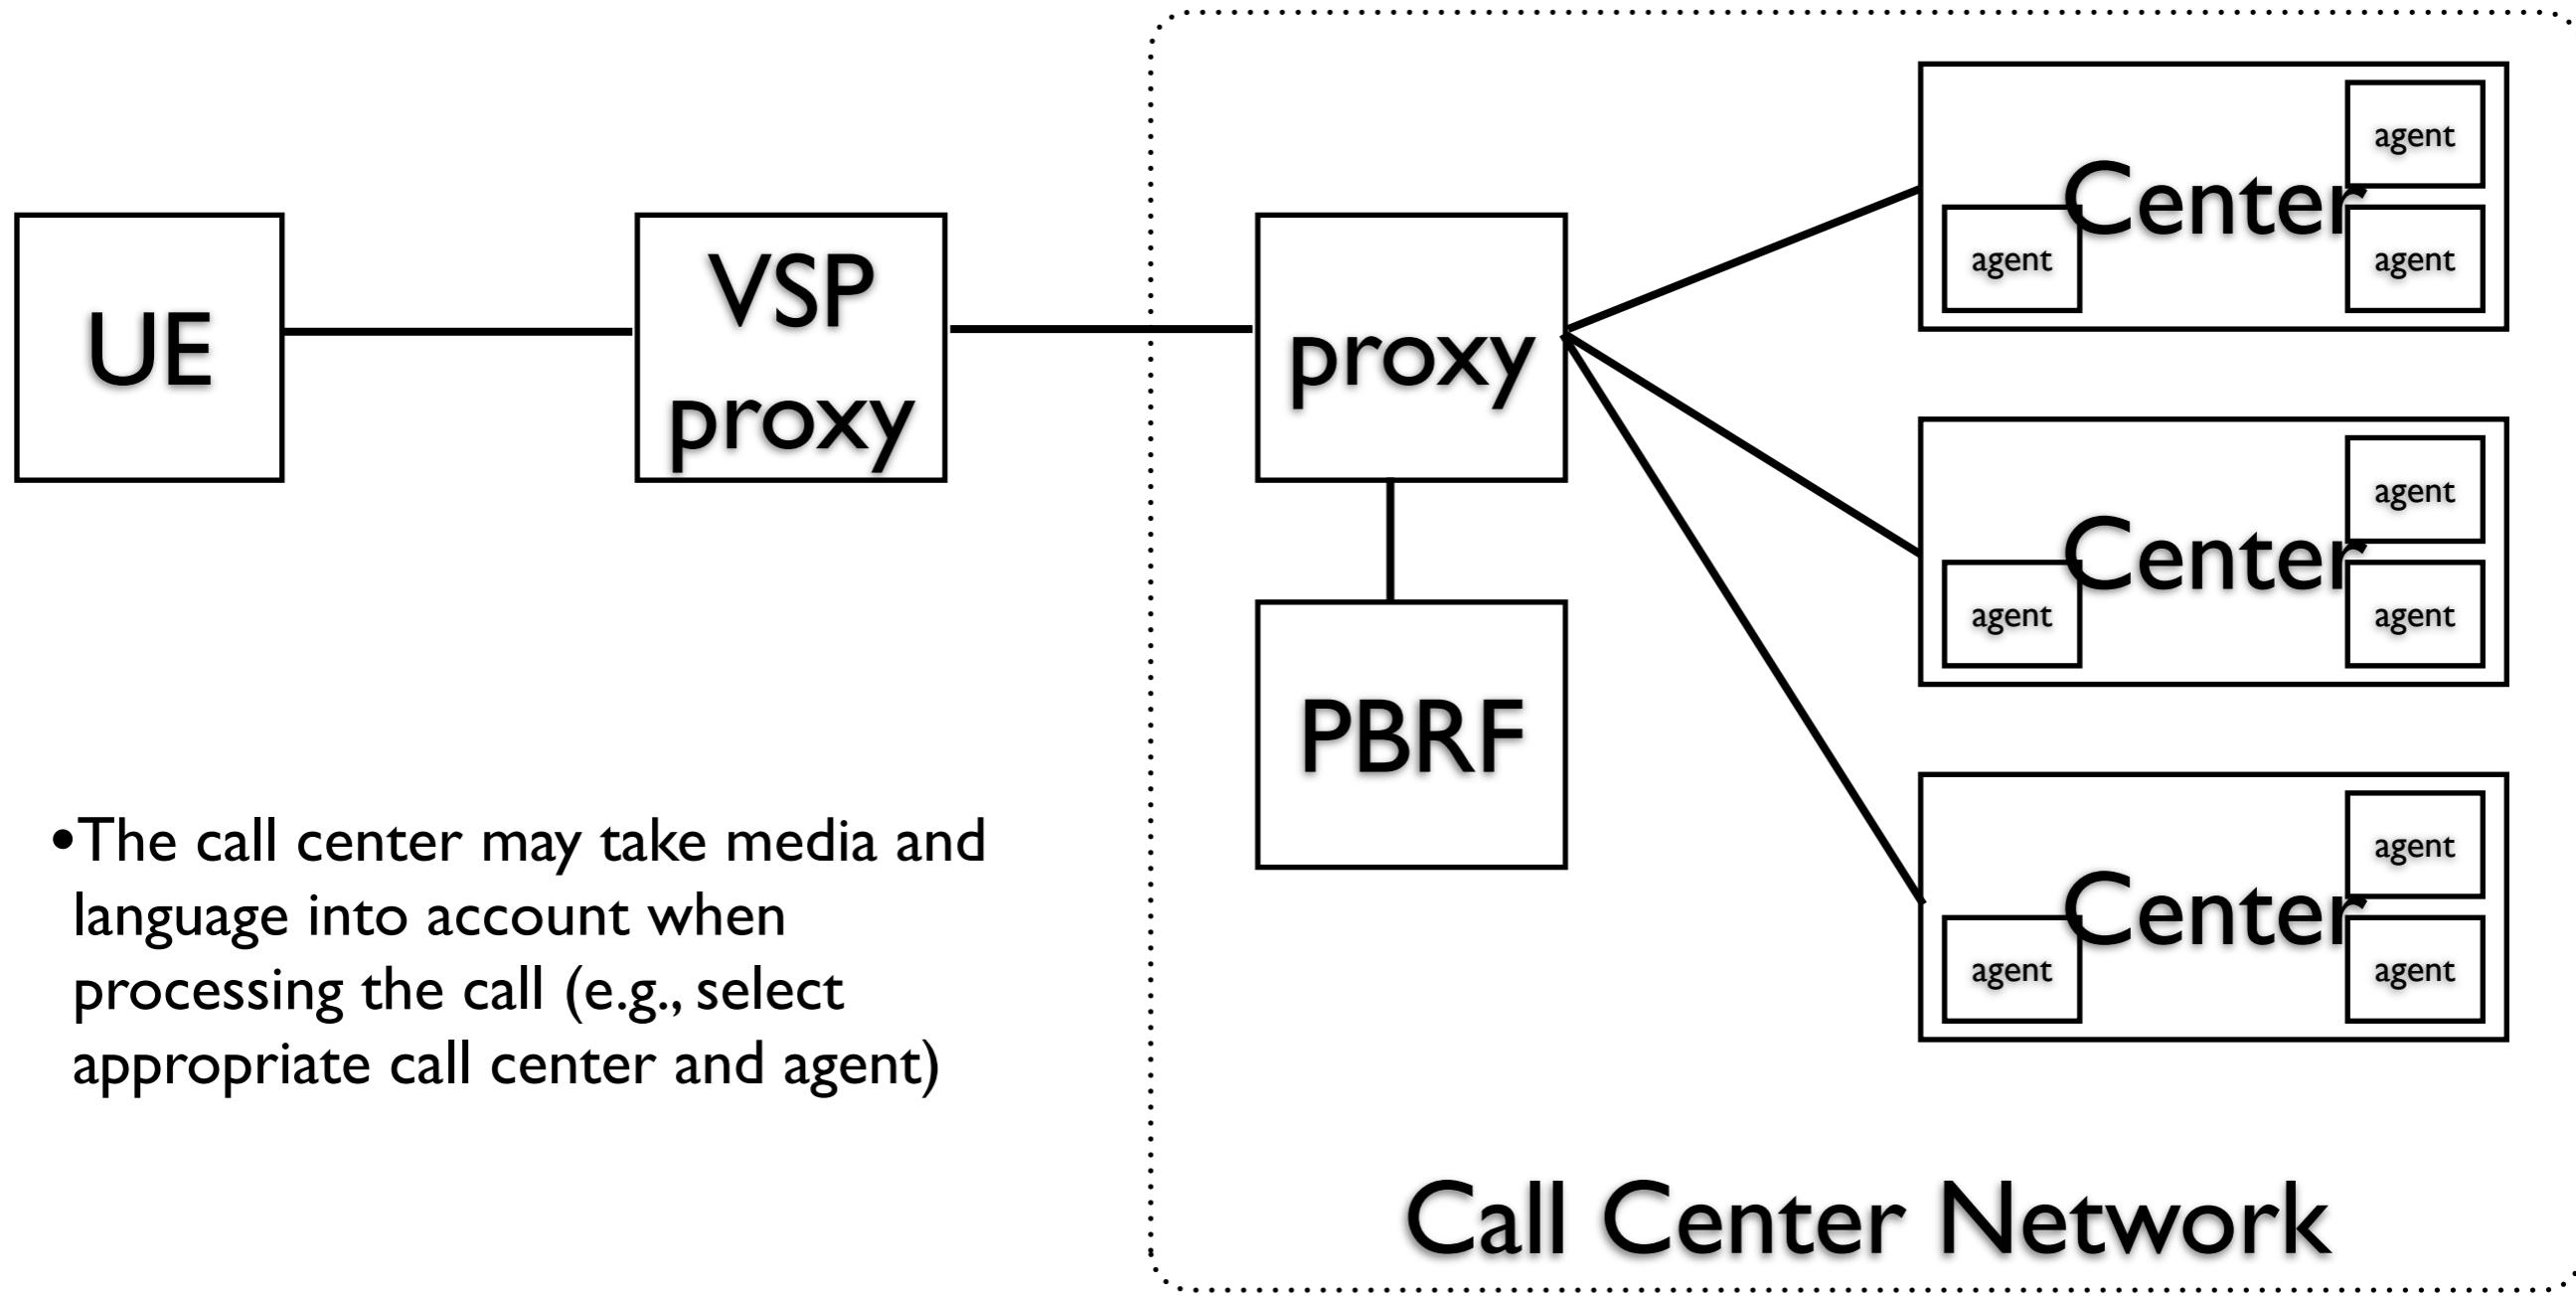 UE
VSP
proxy
proxy
PBRF
Center
agent
agent
agent
Center
agent
agent
agent
Center
agent
agent
agent
•The call center may take media and
language into account when
processing the call (e.g., select
appropriate call center and agent)
Call Center Network